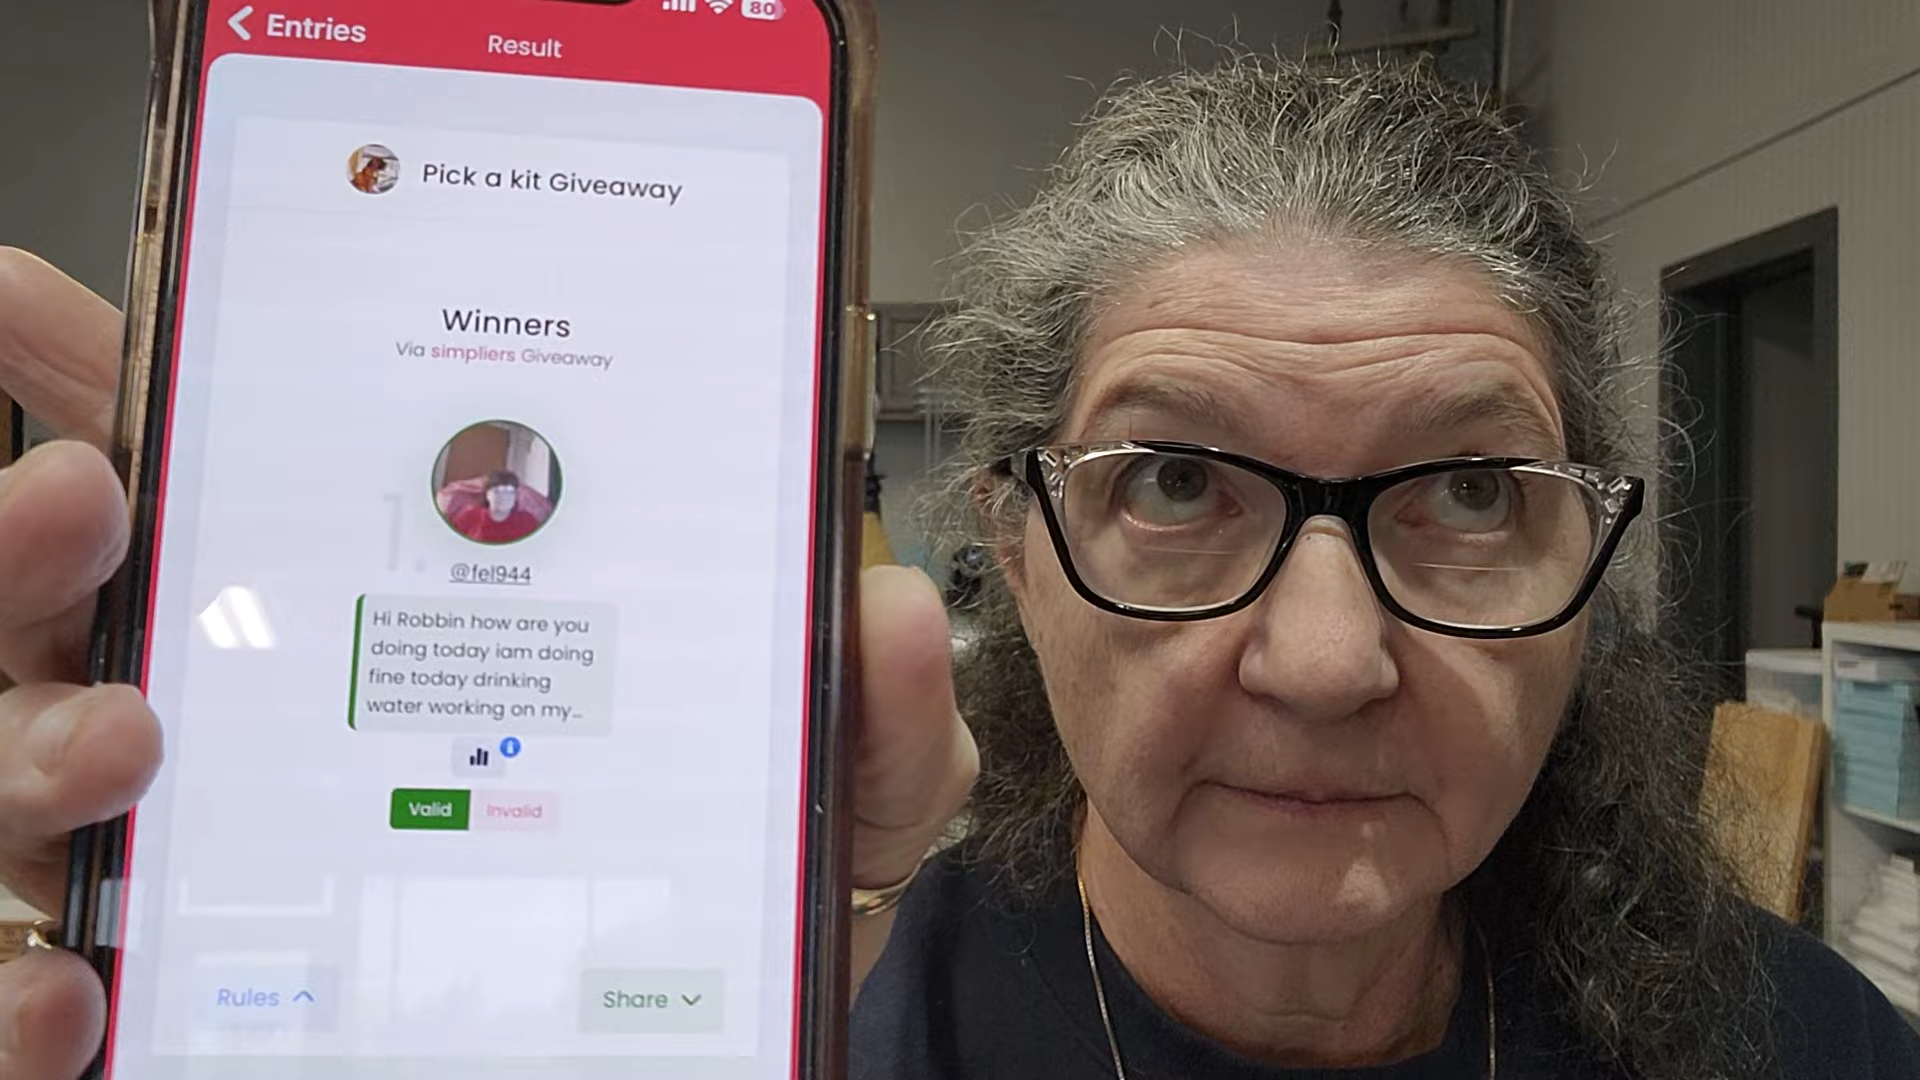 80
Entries
Result
Pick a kit Giveaway
Winners
Via simpliers Giveaway
1.
@fel944
Hi Robbin how are you
doing today iam doing
fine today drinking
water working on my...
Valid Invalid
Rules
Share